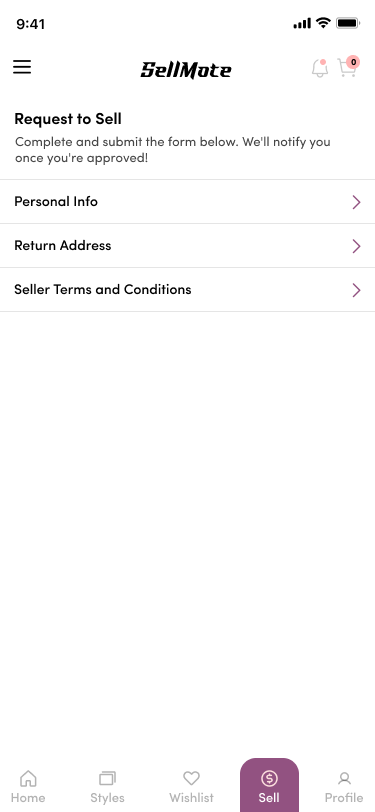 9:41
SellMote
0
Request to Sell
Complete and submit the form below. We'll notify you
once you're approved!
Personal Info
Return Address
Seller Terms and Conditions
Home
Styles
Wishlist
Sell
Profile